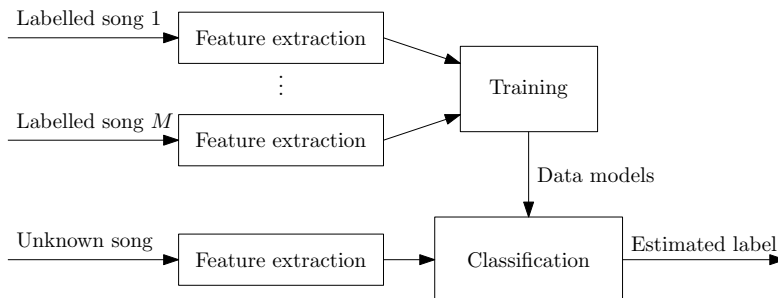 Labelled song 1
Feature extraction
⋮
Labelled song M
Feature extraction
Training
Data models
Unknown song
Feature extraction
Classification
Estimated label